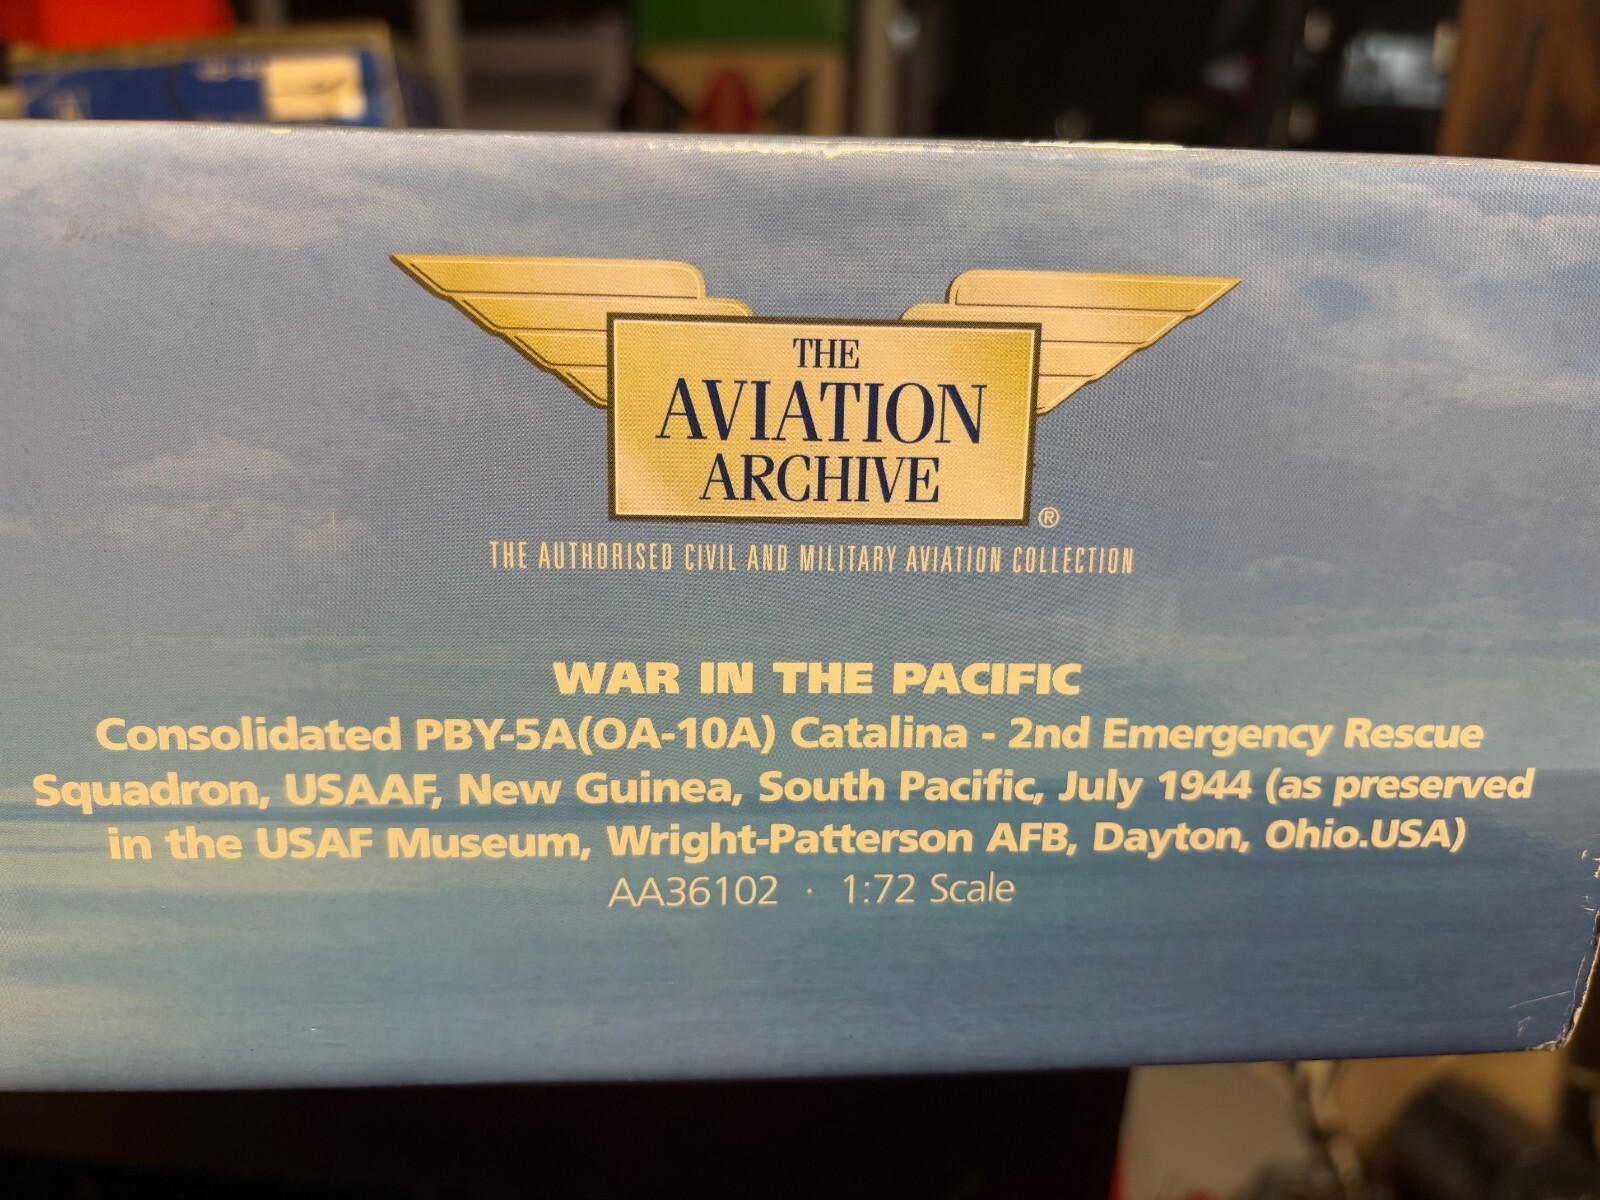 THE
AVIATION
ARCHIVE
®
THE AUTHORISED CIVIL AND MILITARY AVIATION COLLECTION
WAR IN THE PACIFIC
Consolidated PBY-5A(OA-10A) Catalina - 2nd Emergency Rescue
Squadron, USAAF, New Guinea, South Pacific, July 1944 (as preserved
in the USAF Museum, Wright-Patterson AFB, Dayton, Ohio.USA)
AA36102 · 1:72 Scale